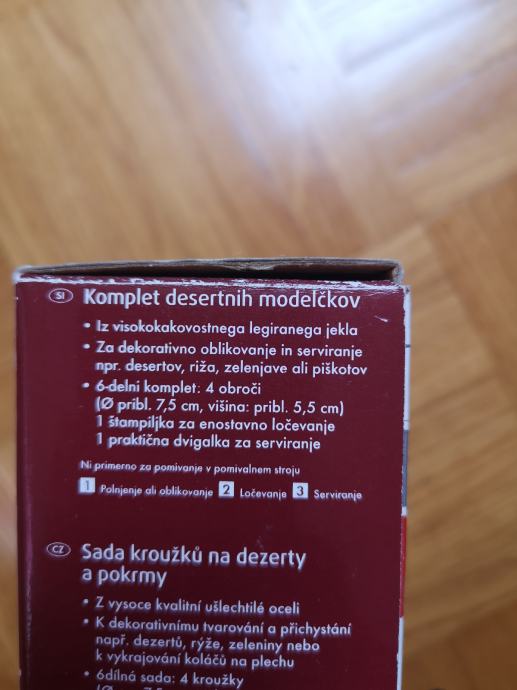 SI Komplet desertnih modelčkov
• Iz visokokakovostnega legiranega jekla
• Za dekorativno oblikovanje in serviranje
npr. desertov, riža, zelenjave ali piškotov
• 6-delni komplet: 4 obroči
(Ø pribl. 7,5 cm, višina: pribl. 5,5 cm)
1 štampiljka za enostavno ločevanje
1 praktična dvigalka za serviranje
Ni primerno za pomivanje v pomivalnem stroju
1 Polnjenje ali oblikovanje 2 Ločevanje 3 Serviranje
CZ Sada kroužků na dezerty
a pokrmy
• Z vysoce kvalitní ušlechtilé oceli
• K dekorativnímu tvarování a přichystání
např. dezertů, rýže, zeleniny nebo
k vykrajování koláčů na plechu
• 6dílná sada: 4 kroužky